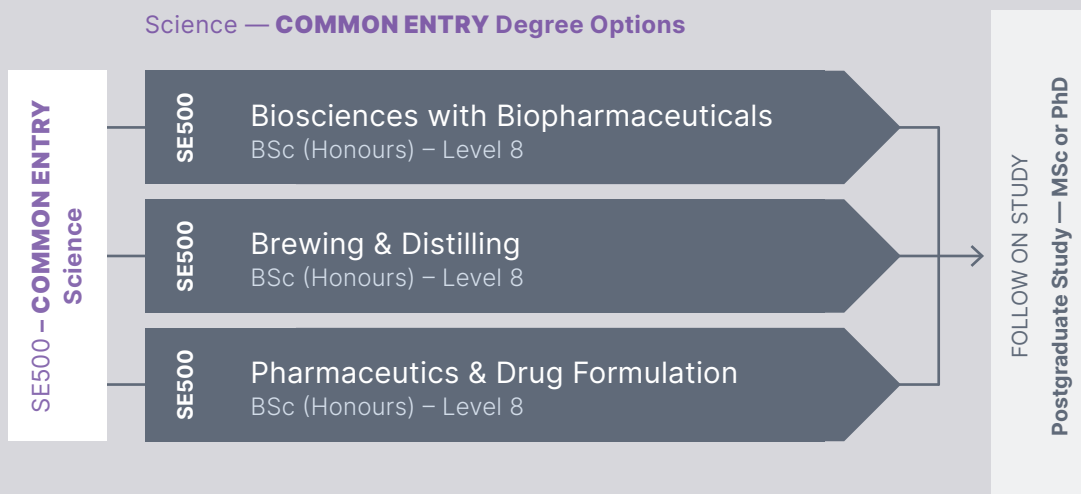 Science — COMMON ENTRY Degree Options
SE500 – COMMON ENTRY
Science
SE500
Biosciences with Biopharmaceuticals
BSc (Honours) – Level 8
SE500
Brewing & Distilling
BSc (Honours) – Level 8
SE500
Pharmaceutics & Drug Formulation
BSc (Honours) – Level 8
FOLLOW ON STUDY
Postgraduate Study — MSc or PhD